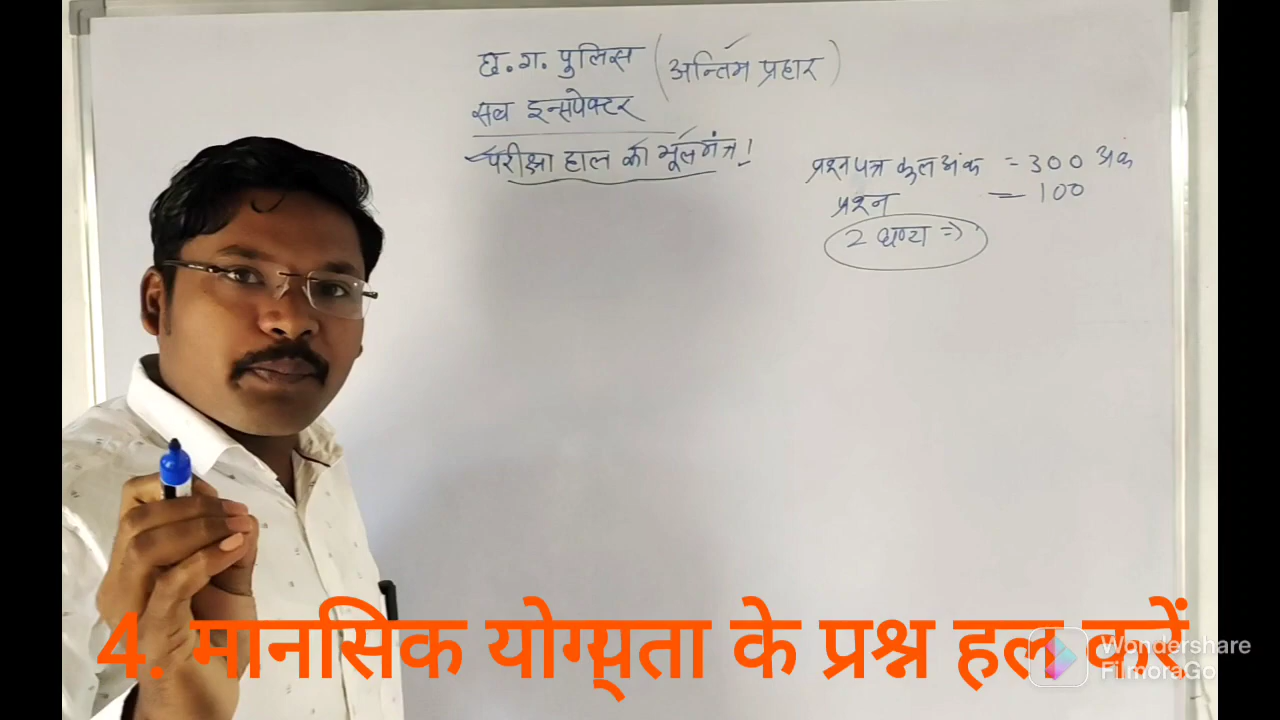 छ. ग. पुलिस (अन्तिम प्रहार)
सब इन्सपेक्टर
परीक्षा हाल का मूलमंत्र!
प्रश्नपत्र कुल अंक = 300 अंक
प्रश्न = 100
2 घण्टा =>
4. मानसिक योग्य्ता के प्रश्न हल करें
Wondershare
FilmoraGo